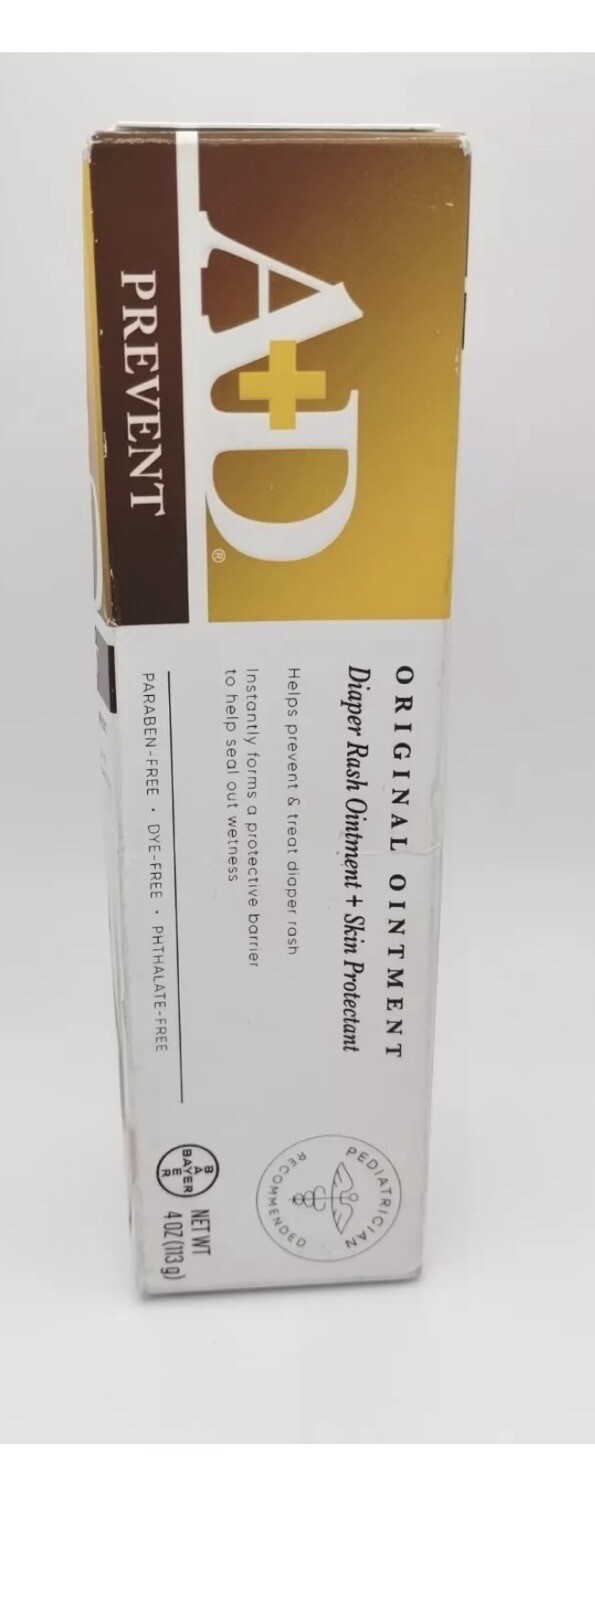 A+D®
PREVENT
ORIGINAL OINTMENT
Diaper Rash Ointment + Skin Protectant
Helps prevent & treat diaper rash
Instantly forms a protective barrier
to help seal out wetness
PARABEN-FREE • DYE-FREE • PHTHALATE-FREE
PEDIATRICIAN
RECOMMENDED
BAYER
BAYER
NET WT
4 OZ (113 g)